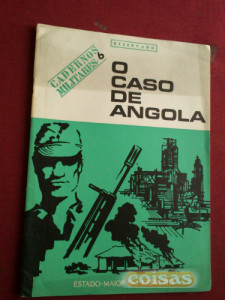 RESERVADO
CADERNOS
MILITARES 6
O
CASO
DE
ANGOLA
ESTADO-MAIOR
coisas